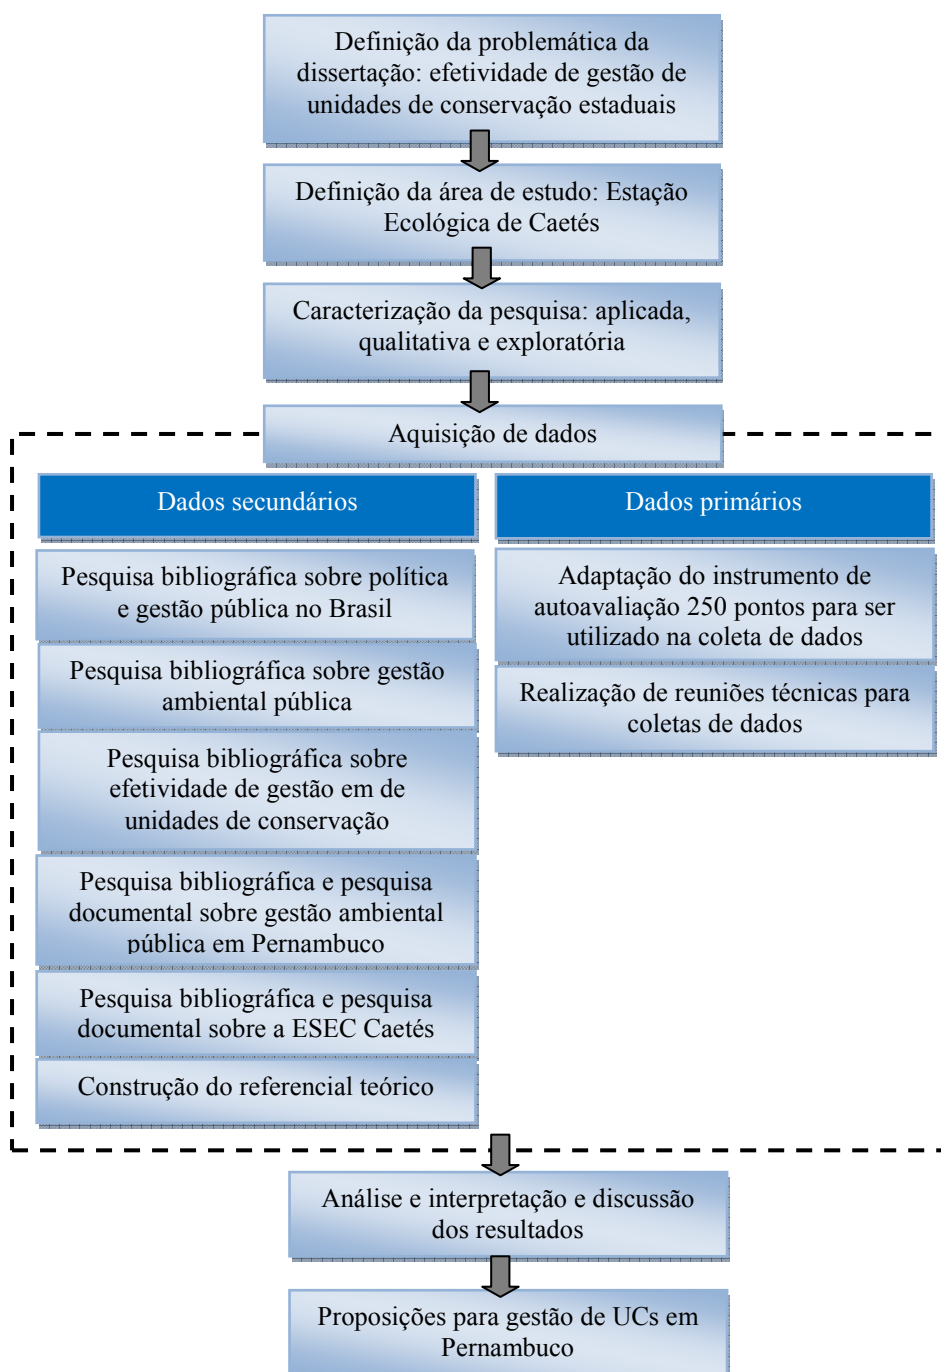 Definição da problemática da
dissertação: efetividade de gestão de
unidades de conservação estaduais
Definição da área de estudo: Estação
Ecológica de Caetés
Caracterização da pesquisa: aplicada,
qualitativa e exploratória
Aquisição de dados
Dados secundários
Pesquisa bibliográfica sobre política
e gestão pública no Brasil
Pesquisa bibliográfica sobre gestão
ambiental pública
Pesquisa bibliográfica sobre
efetividade de gestão em de
unidades de conservação
Pesquisa bibliográfica e pesquisa
documental sobre gestão ambiental
pública em Pernambuco
Pesquisa bibliográfica e pesquisa
documental sobre a ESEC Caetés
Construção do referencial teórico
Dados primários
Adaptação do instrumento de
autoavaliação 250 pontos para ser
utilizado na coleta de dados
Realização de reuniões técnicas para
coletas de dados
Análise e interpretação e discussão
dos resultados
Proposições para gestão de UCs em
Pernambuco